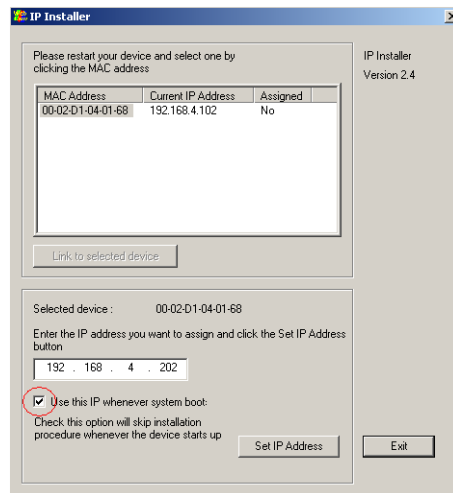 IP Installer
Please restart your device and select one by
clicking the MAC address
IP Installer
Version 2.4
MAC Address Current IP Address Assigned
00-02-D1-04-01-68 192.168.4.102 No
Link to selected device
Selected device : 00-02-D1-04-01-68
Enter the IP address you want to assign and click the Set IP Address
button
192 . 168 . 4 . 202
Use this IP whenever system boot:
Check this option will skip installation
procedure whenever the device starts up
Set IP Address
Exit